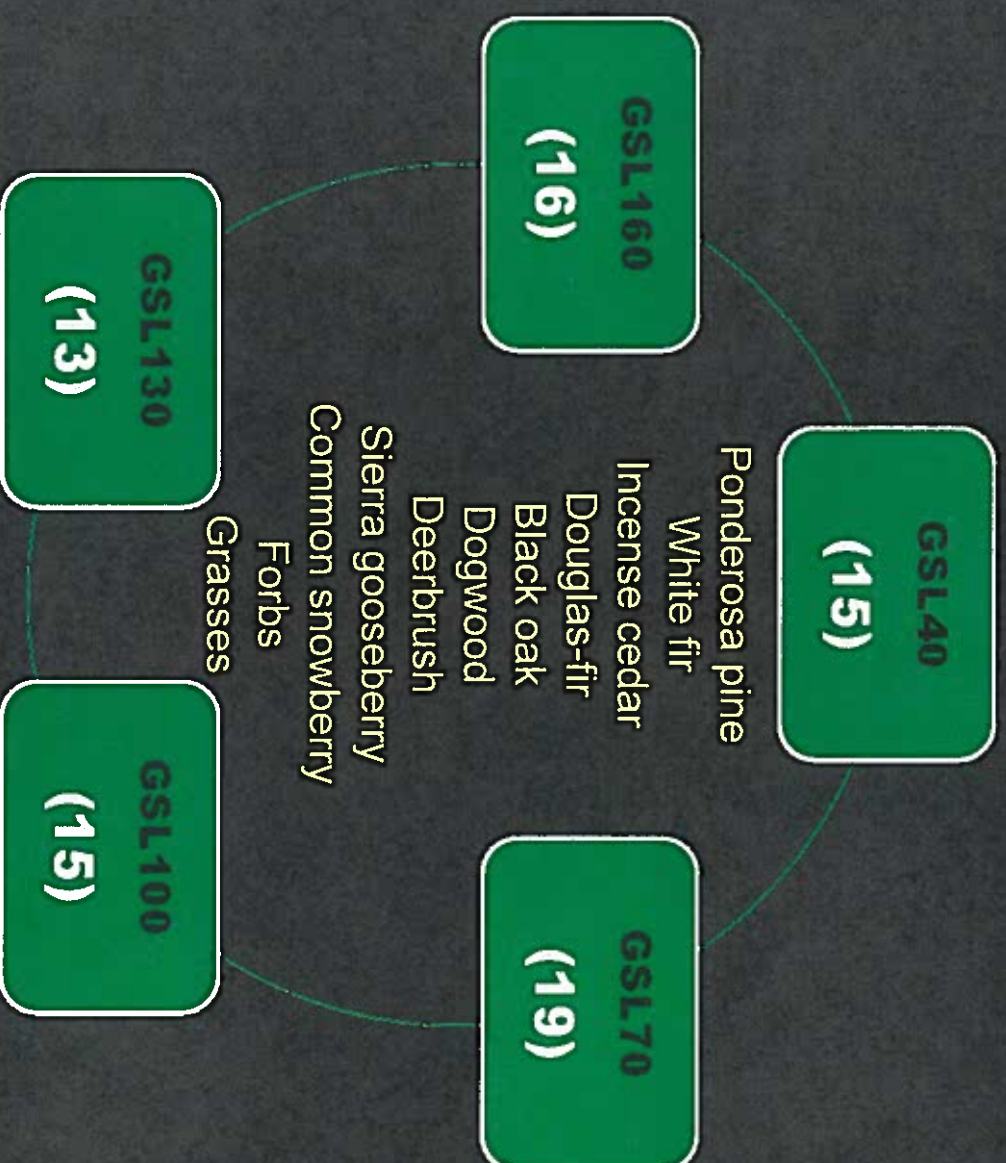 GSL40
(15)
GSL160
(16)
GSL70
(19)
Ponderosa pine
White fir
Incense cedar
Douglas-fir
Black oak
Dogwood
Deerbrush
Sierra gooseberry
Common snowberry
Forbs
Grasses
GSL130
(13)
GSL100
(15)